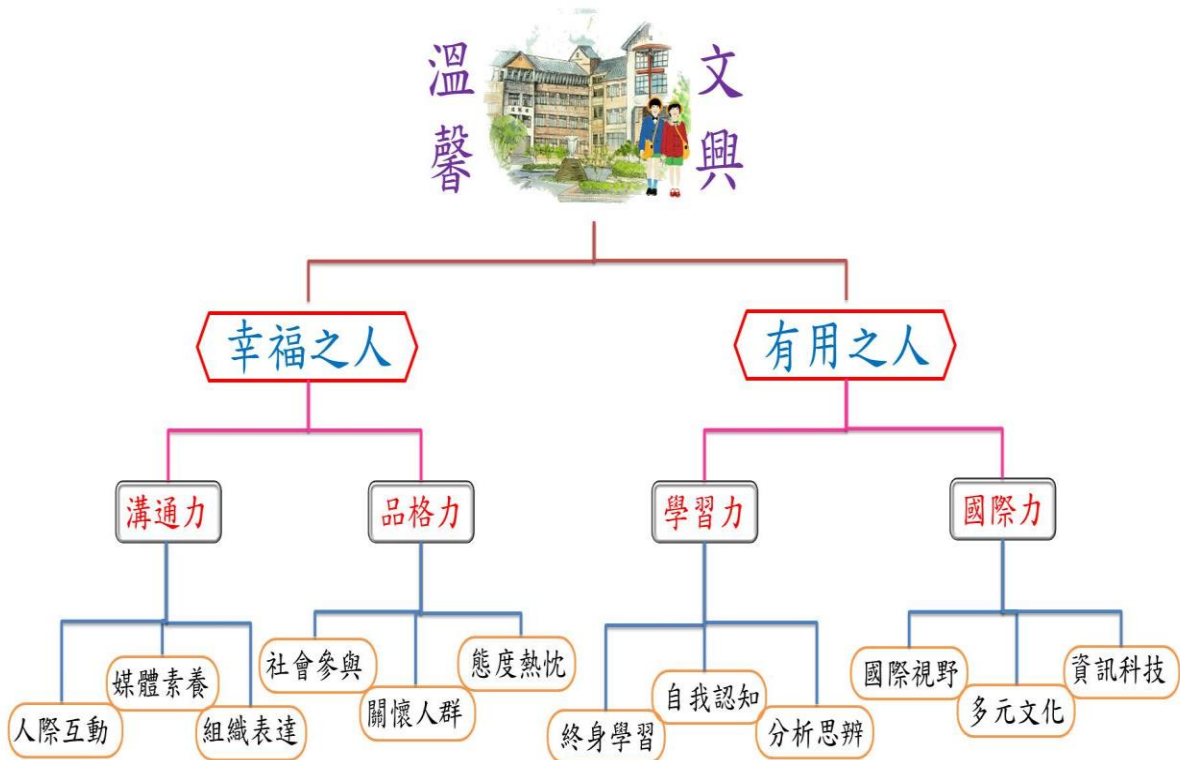 溫馨
文興
幸福之人
有用之人
溝通力
品格力
學習力
國際力
人際互動
媒體素養
組織表達
社會參與
關懷人群
態度熱忱
終身學習
自我認知
分析思辨
國際視野
多元文化
資訊科技